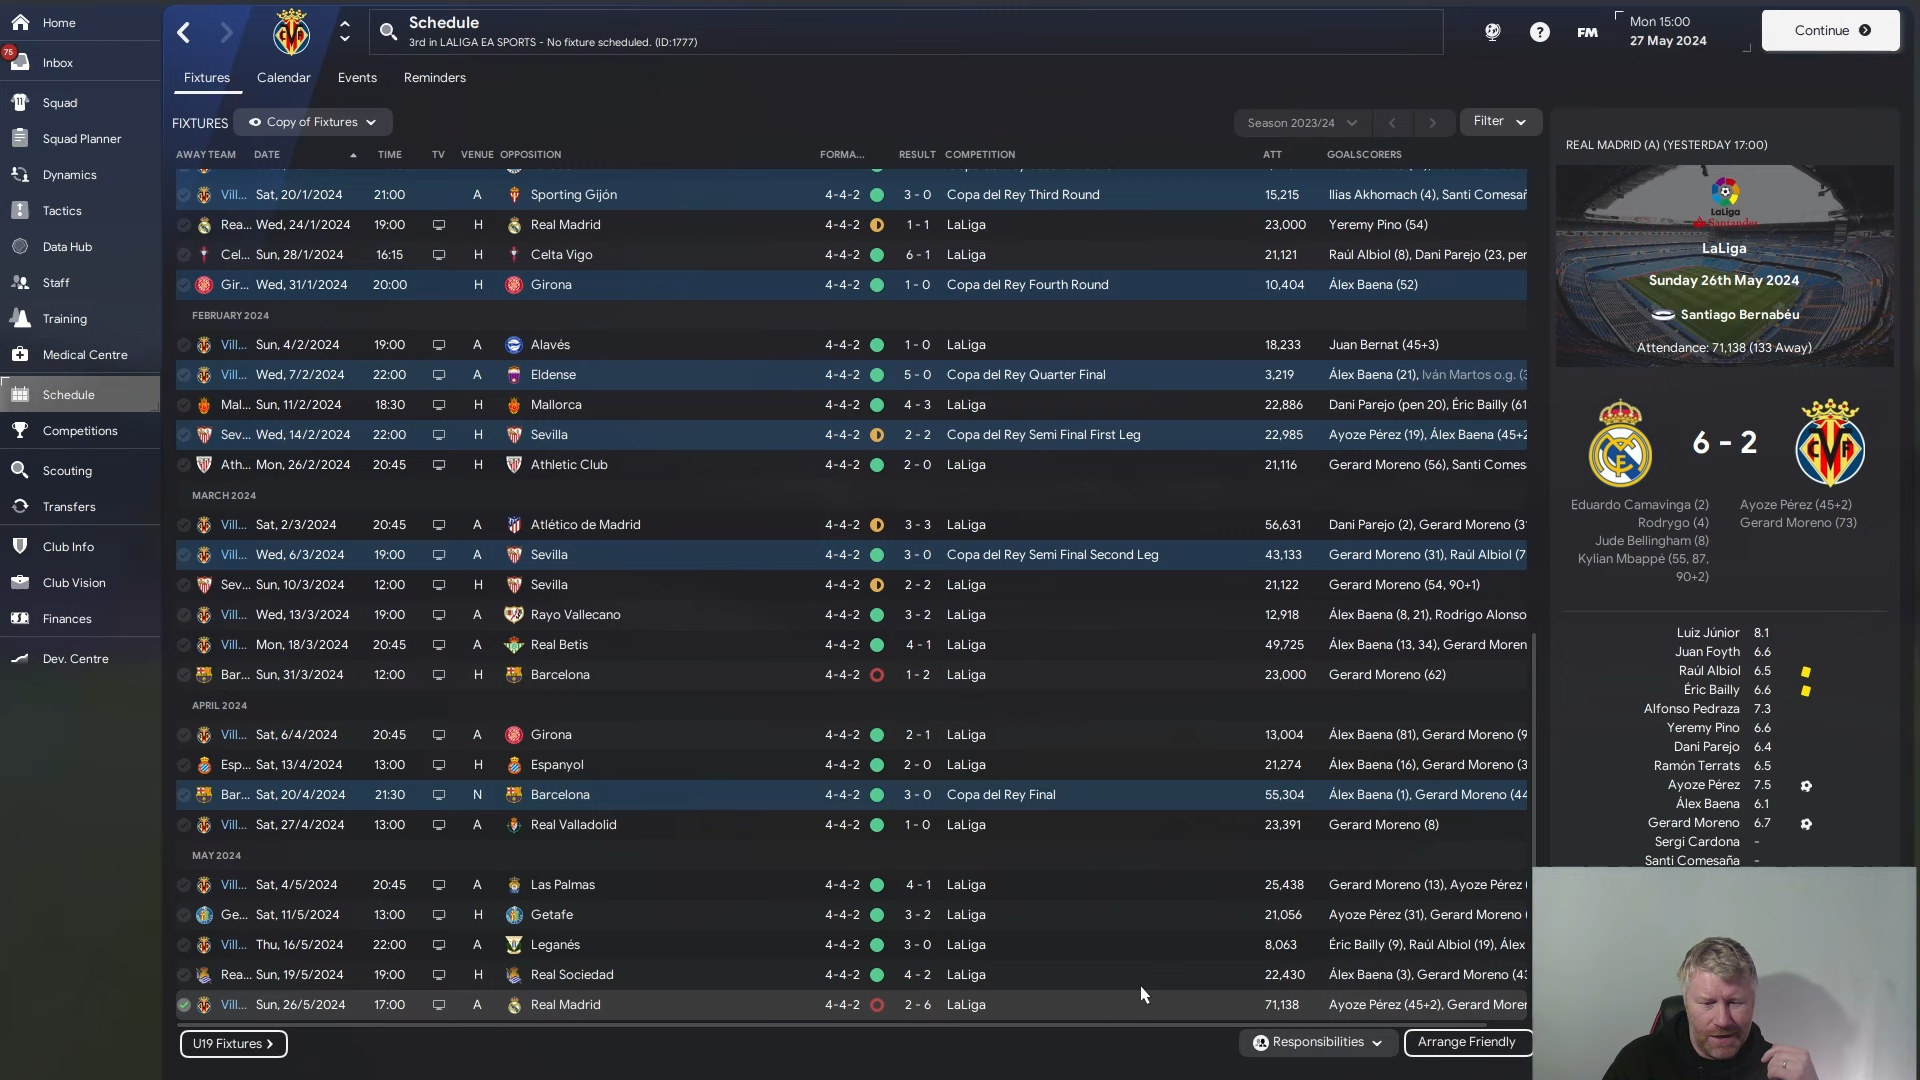 Home
75
Inbox
Squad
Squad Planner
Dynamics
Tactics
Data Hub
Staff
Training
Medical Centre
Schedule
Competitions
Scouting
Transfers
Club Info
Club Vision
Finances
Dev. Centre
Schedule
3rd in LALIGA EA SPORTS - No fixture scheduled. (ID:1777)
FM
Mon 15:00
27 May 2024
Continue
Fixtures Calendar Events Reminders
FIXTURES Copy of Fixtures Season 2023/24 Filter
AWAY TEAM DATE TIME TV VENUE OPPOSITION FORMA... RESULT COMPETITION ATT GOALSCORERS
Vill... Sat, 20/1/2024 21:00 A Sporting Gijón 4-4-2 3 - 0 Copa del Rey Third Round 15,215 Ilias Akhomach (4), Santi Comesañ
Rea... Wed, 24/1/2024 19:00 H Real Madrid 4-4-2 1 - 1 LaLiga 23,000 Yeremy Pino (54)
Cel... Sun, 28/1/2024 16:15 H Celta Vigo 4-4-2 6 - 1 LaLiga 21,121 Raúl Albiol (8), Dani Parejo (23, per
Gir... Wed, 31/1/2024 20:00 H Girona 4-4-2 1 - 0 Copa del Rey Fourth Round 10,404 Álex Baena (52)
FEBRUARY 2024
Vill... Sun, 4/2/2024 19:00 A Alavés 4-4-2 1 - 0 LaLiga 18,233 Juan Bernat (45+3)
Vill... Wed, 7/2/2024 22:00 A Eldense 4-4-2 5 - 0 Copa del Rey Quarter Final 3,219 Álex Baena (21), Iván Martos o.g. (3
Mal... Sun, 11/2/2024 18:30 H Mallorca 4-4-2 4 - 3 LaLiga 22,886 Dani Parejo (pen 20), Éric Bailly (61
Sev... Wed, 14/2/2024 22:00 H Sevilla 4-4-2 2 - 2 Copa del Rey Semi Final First Leg 22,985 Ayoze Pérez (19), Álex Baena (45+2
Ath... Mon, 26/2/2024 20:45 H Athletic Club 4-4-2 2 - 0 LaLiga 21,116 Gerard Moreno (56), Santi Comes
MARCH 2024
Vill... Sat, 2/3/2024 20:45 A Atlético de Madrid 4-4-2 3 - 3 LaLiga 56,631 Dani Parejo (2), Gerard Moreno (31
Vill... Wed, 6/3/2024 19:00 A Sevilla 4-4-2 3 - 0 Copa del Rey Semi Final Second Leg 43,133 Gerard Moreno (31), Raúl Albiol (7
Sev... Sun, 10/3/2024 12:00 H Sevilla 4-4-2 2 - 2 LaLiga 21,122 Gerard Moreno (54, 90+1)
Vill... Wed, 13/3/2024 19:00 A Rayo Vallecano 4-4-2 3 - 2 LaLiga 12,918 Álex Baena (8, 21), Rodrigo Alonso
Vill... Mon, 18/3/2024 20:45 A Real Betis 4-4-2 4 - 1 LaLiga 49,725 Álex Baena (13, 34), Gerard Moren
Bar... Sun, 31/3/2024 12:00 H Barcelona 4-4-2 1 - 2 LaLiga 23,000 Gerard Moreno (62)
APRIL 2024
Vill... Sat, 6/4/2024 20:45 A Girona 4-4-2 2 - 1 LaLiga 13,004 Álex Baena (81), Gerard Moreno (9
Esp... Sat, 13/4/2024 13:00 H Espanyol 4-4-2 2 - 0 LaLiga 21,274 Álex Baena (16), Gerard Moreno (3
Bar... Sat, 20/4/2024 21:30 N Barcelona 4-4-2 3 - 0 Copa del Rey Final 55,304 Álex Baena (1), Gerard Moreno (44
Vill... Sat, 27/4/2024 13:00 A Real Valladolid 4-4-2 1 - 0 LaLiga 23,391 Gerard Moreno (8)
MAY 2024
Vill... Sat, 4/5/2024 20:45 A Las Palmas 4-4-2 4 - 1 LaLiga 25,438 Gerard Moreno (13), Ayoze Pérez (
Ge... Sat, 11/5/2024 13:00 H Getafe 4-4-2 3 - 2 LaLiga 21,056 Ayoze Pérez (31), Gerard Moreno (
Vill... Thu, 16/5/2024 22:00 A Leganés 4-4-2 3 - 0 LaLiga 8,063 Éric Bailly (9), Raúl Albiol (19), Álex
Rea... Sun, 19/5/2024 19:00 H Real Sociedad 4-4-2 4 - 2 LaLiga 22,430 Álex Baena (3), Gerard Moreno (43
Vill... Sun, 26/5/2024 17:00 A Real Madrid 4-4-2 2 - 6 LaLiga 71,138 Ayoze Pérez (45+2), Gerard Morer
U19 Fixtures Responsibilities Arrange Friendly
REAL MADRID (A) (YESTERDAY 17:00)
LaLiga
Santander
LaLiga
Sunday 26th May 2024
Santiago Bernabéu
Attendance: 71,138 (133 Away)
6 - 2
Eduardo Camavinga (2) Ayoze Pérez (45+2)
Rodrygo (4) Gerard Moreno (73)
Jude Bellingham (8)
Kylian Mbappé (55, 87,
90+2)
Luiz Júnior 8.1
Juan Foyth 6.6
Raúl Albiol 6.5
Éric Bailly 6.6
Alfonso Pedraza 7.3
Yeremy Pino 6.6
Dani Parejo 6.4
Ramón Terrats 6.5
Ayoze Pérez 7.5
Álex Baena 6.1
Gerard Moreno 6.7
Sergi Cardona -
Santi Comesaña -